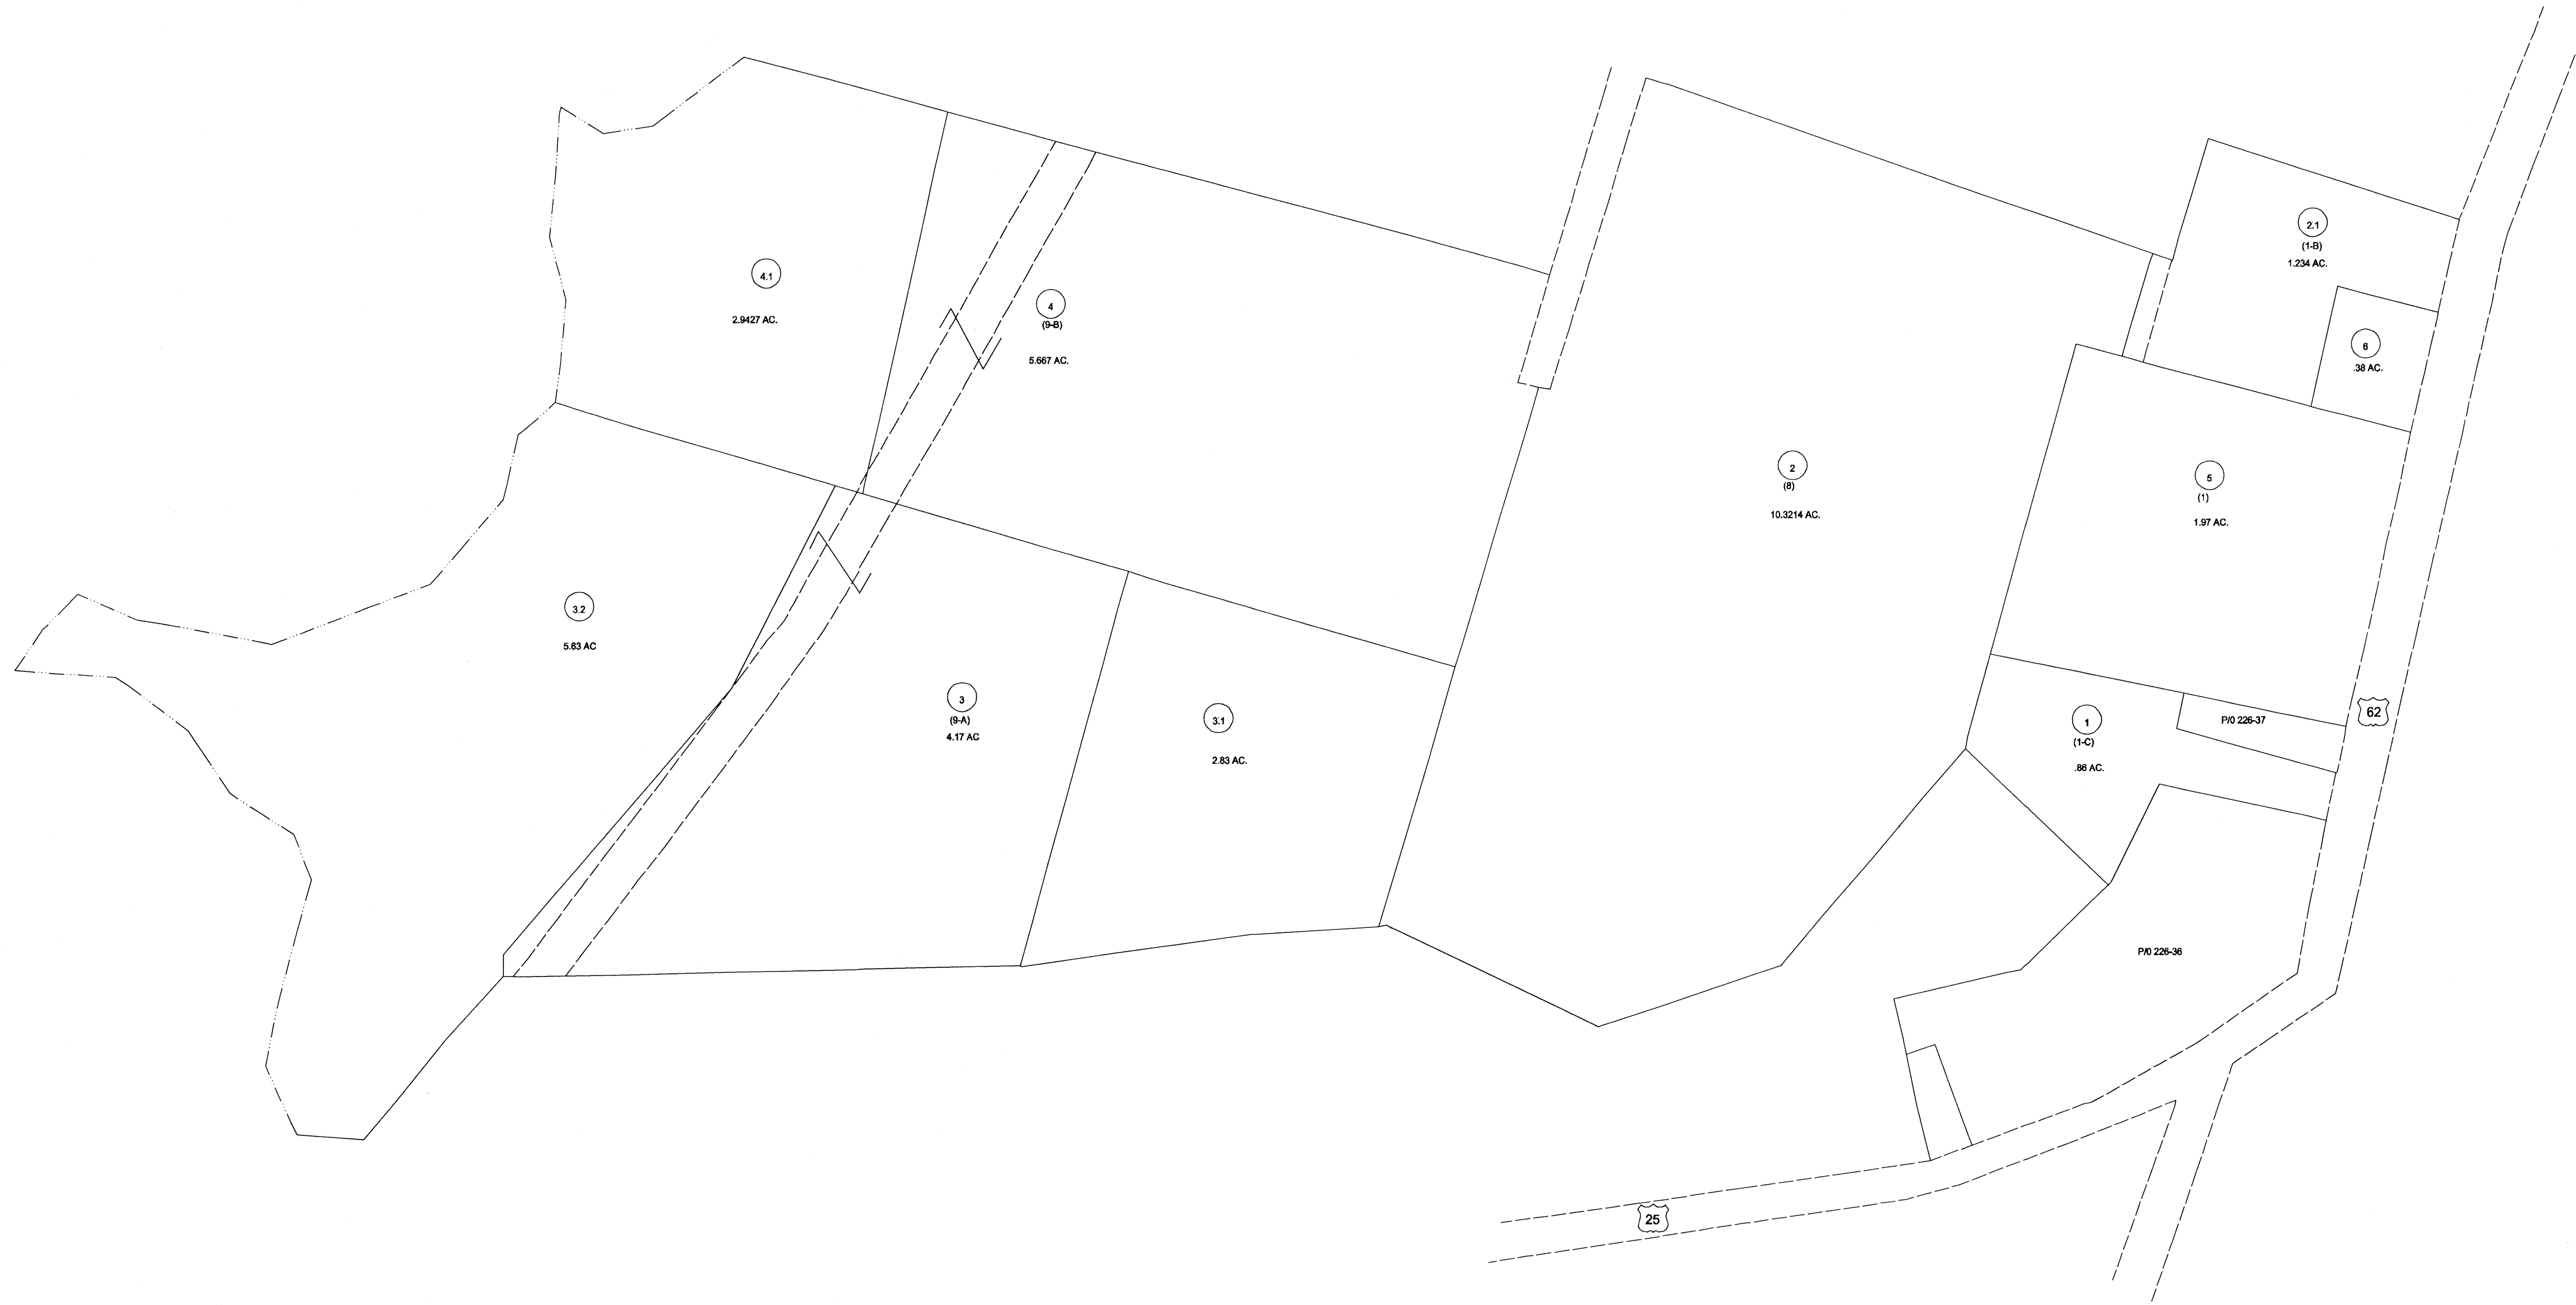 2.1
(1-B)
1.234 AC.
4.1
2.9427 AC.
4
(9-B)
5.667 AC.
6
.38 AC.
2
(8)
10.3214 AC.
5
(1)
1.97 AC.
3.2
5.63 AC
3
(9-A)
4.17 AC
3.1
2.83 AC.
1
(1-C)
.86 AC.
P/0 226-37
62
P/0 226-36
25